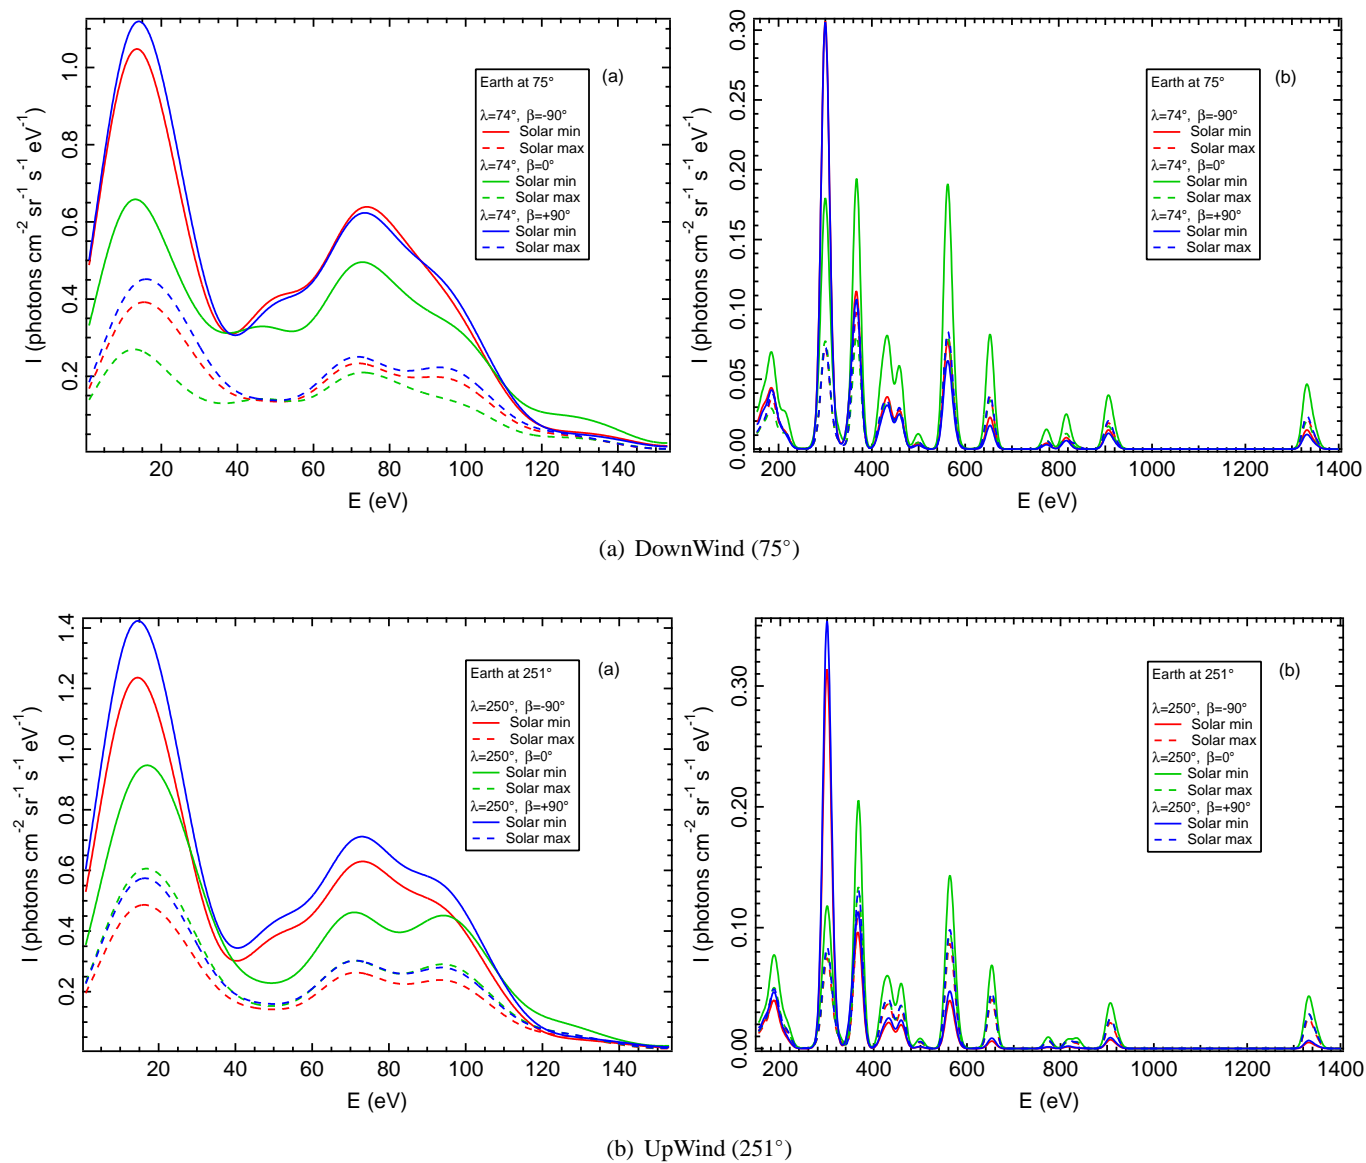 I (photons cm⁻² sr⁻¹ s⁻¹ eV⁻¹)
1.0
0.8
0.6
0.4
0.2
20 40 60 80 100 120 140
E (eV)
(a)
Earth at 75°
λ=74°, β=-90°
Solar min
Solar max
λ=74°, β=0°
Solar min
Solar max
λ=74°, β=+90°
Solar min
Solar max
I (photons cm⁻² sr⁻¹ s⁻¹ eV⁻¹)
0.30
0.25
0.20
0.15
0.10
0.05
0.00
200 400 600 800 1000 1200 1400
E (eV)
(b)
Earth at 75°
λ=74°, β=-90°
Solar min
Solar max
λ=74°, β=0°
Solar min
Solar max
λ=74°, β=+90°
Solar min
Solar max
(a) DownWind (75°)
I (photons cm⁻² sr⁻¹ s⁻¹ eV⁻¹)
1.4
1.2
1.0
0.8
0.6
0.4
0.2
20 40 60 80 100 120 140
E (eV)
(a)
Earth at 251°
λ=250°, β=-90°
Solar min
Solar max
λ=250°, β=0°
Solar min
Solar max
λ=250°, β=+90°
Solar min
Solar max
I (photons cm⁻² sr⁻¹ s⁻¹ eV⁻¹)
0.30
0.20
0.10
0.00
200 400 600 800 1000 1200 1400
E (eV)
(b)
Earth at 251°
λ=250°, β=-90°
Solar min
Solar max
λ=250°, β=0°
Solar min
Solar max
λ=250°, β=+90°
Solar min
Solar max
(b) UpWind (251°)